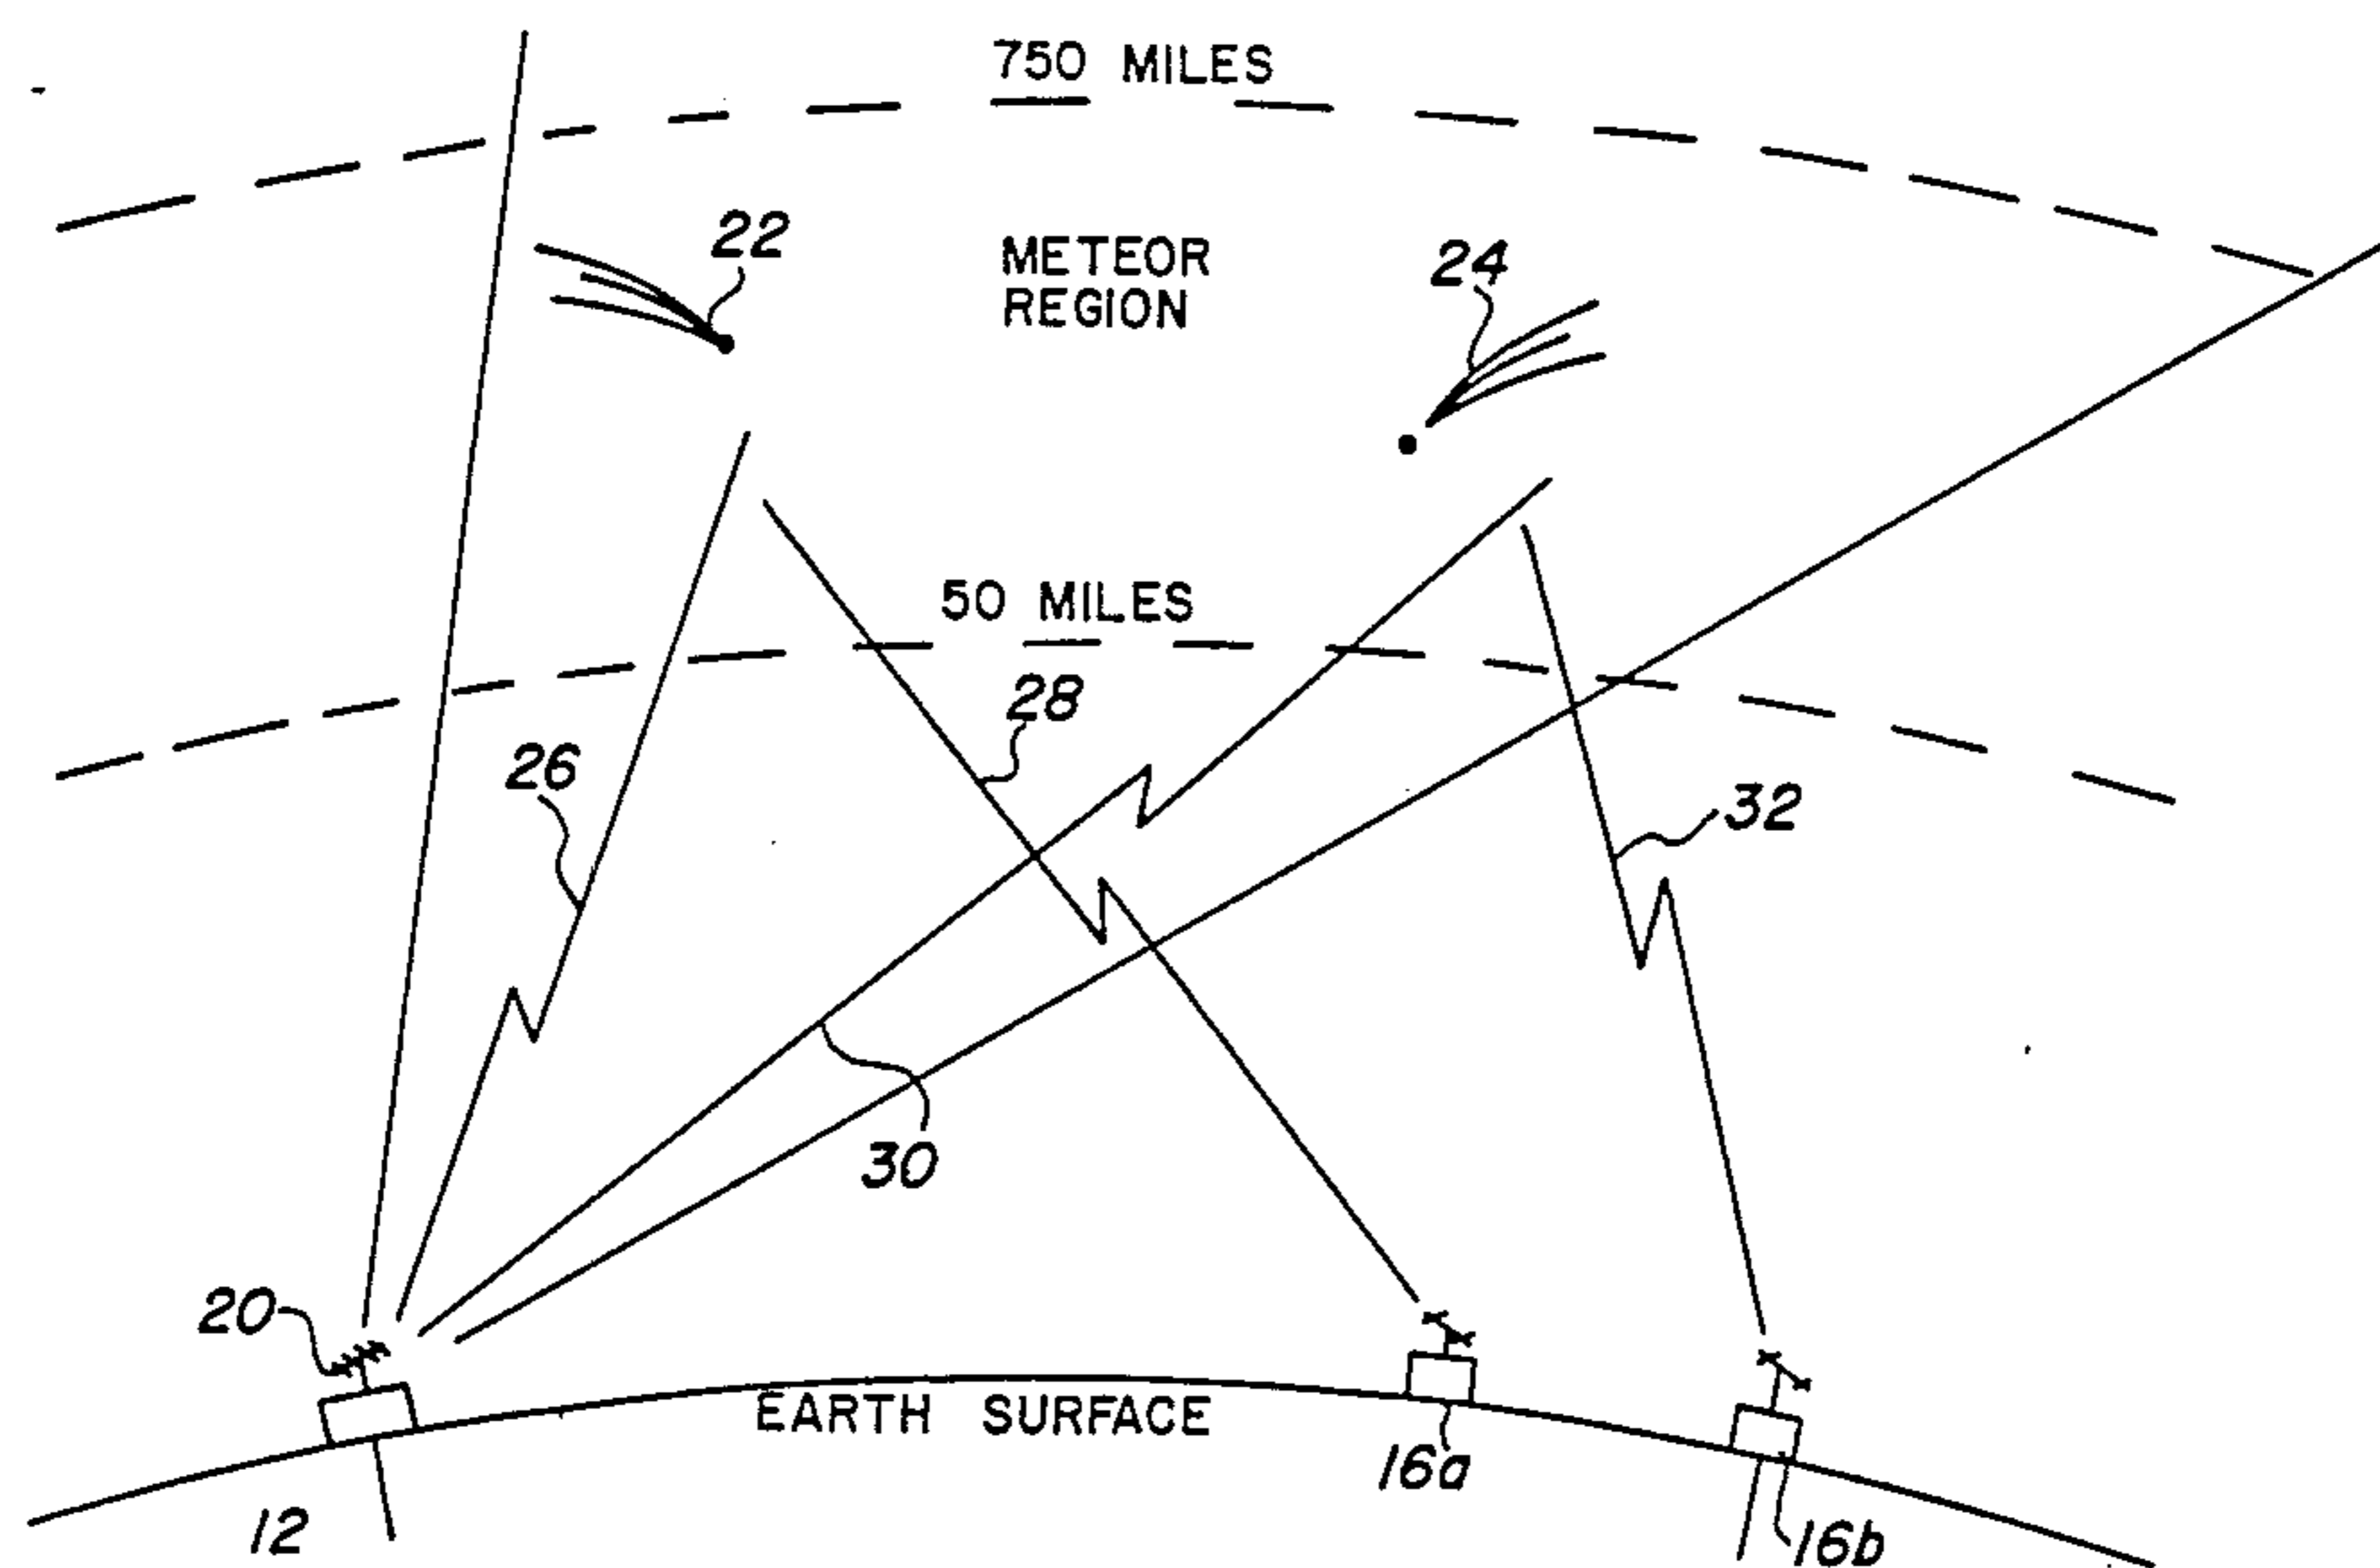 750 MILES
22
METEOR
REGION
24
50 MILES
28
26
32
30
20
EARTH SURFACE
16a
12
16b